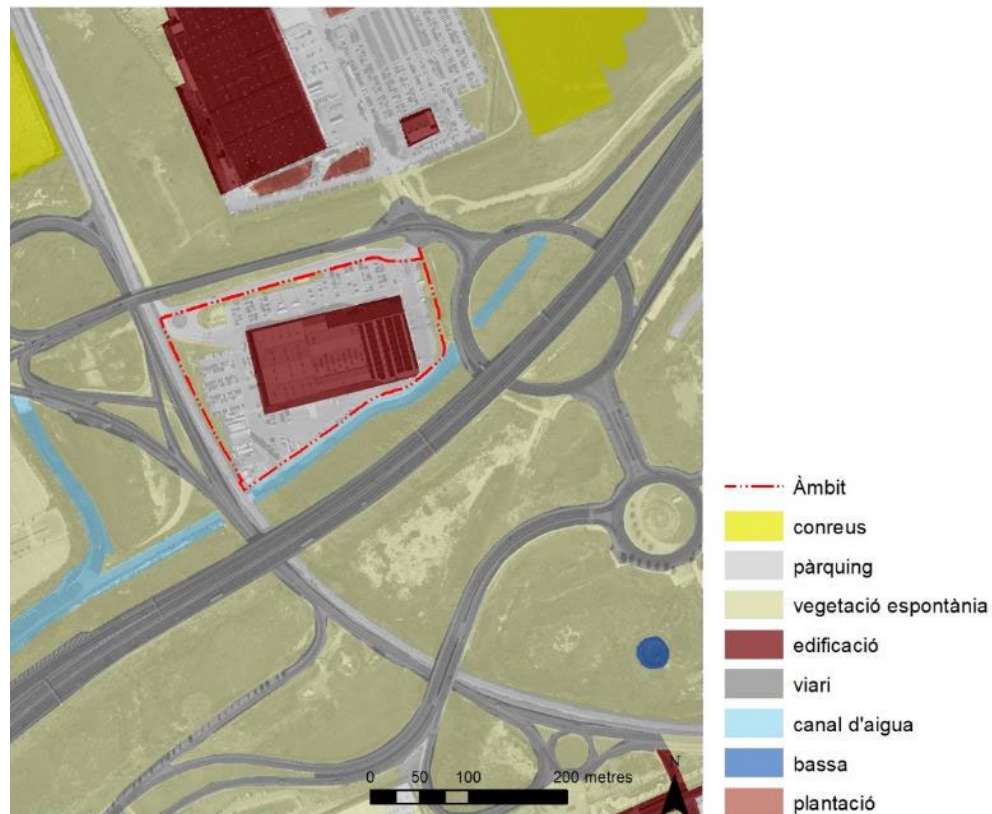 Àmbit
conreus
pàrquing
vegetació espontània
edificació
viari
canal d'aigua
bassa
plantació
0 50 100 200 metres
N